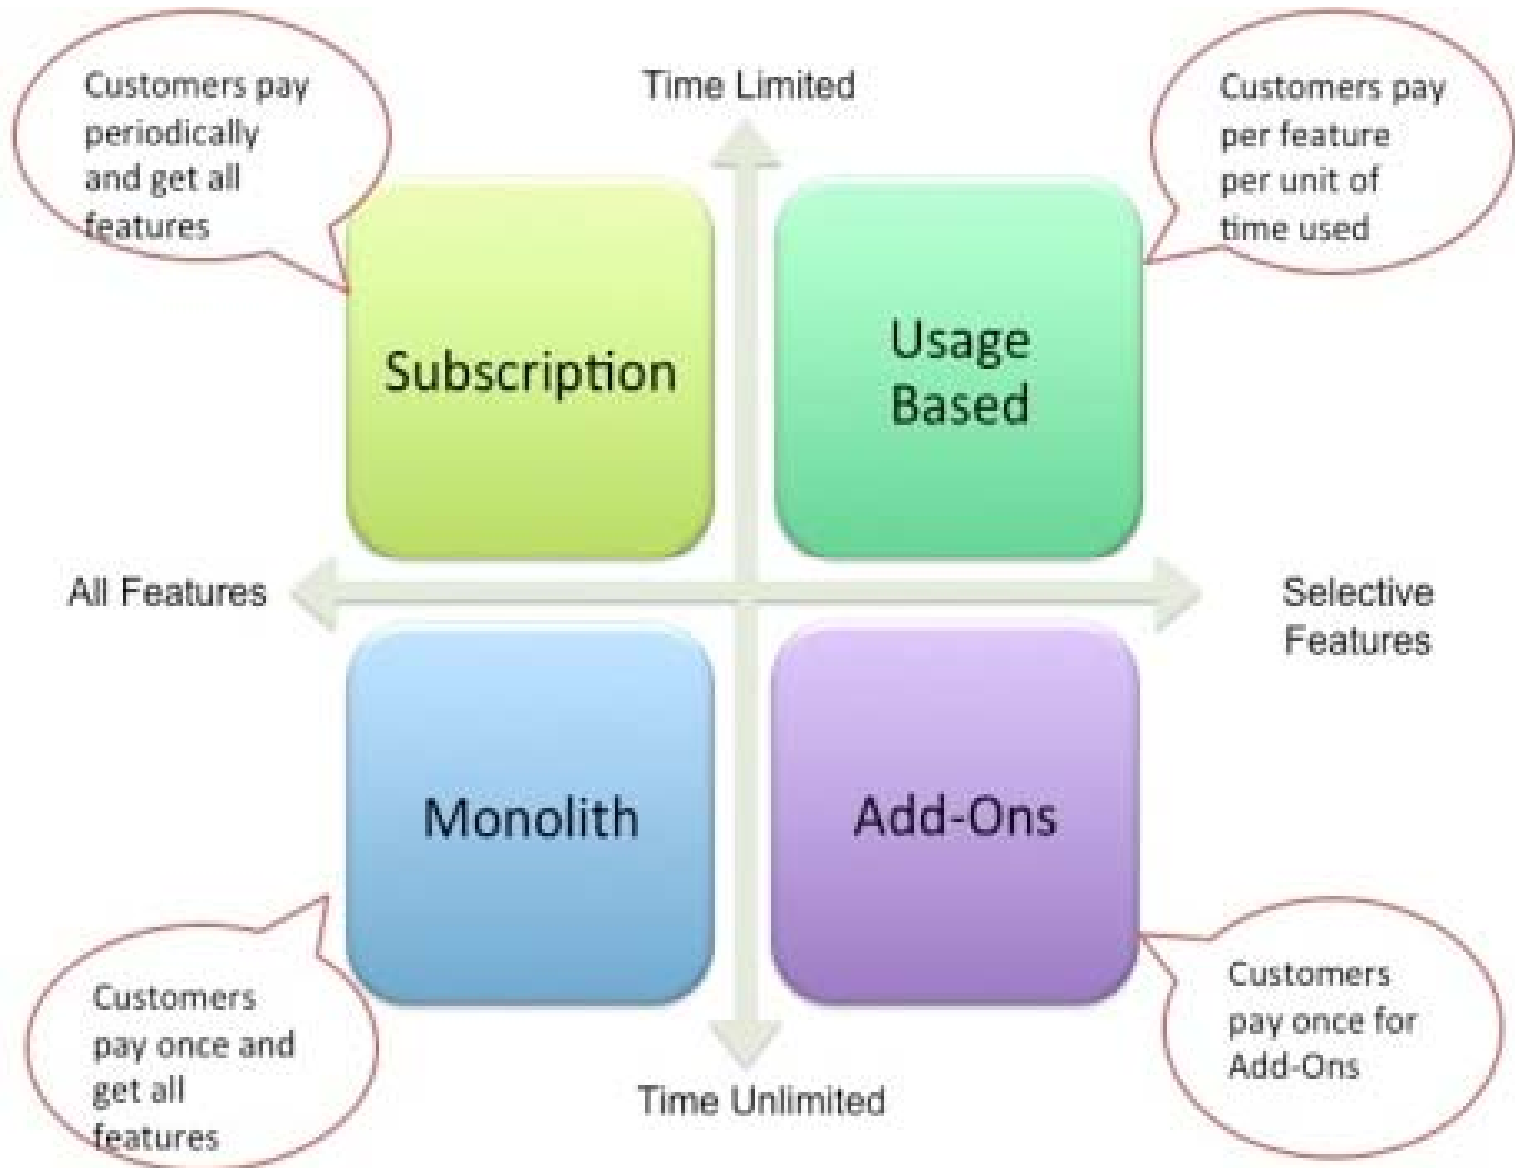 Customers pay
periodically
and get all
features
Time Limited
Customers pay
per feature
per unit of
time used
Subscription
Usage
Based
All Features
Selective
Features
Monolith
Add-Ons
Customers
pay once and
get all
features
Time Unlimited
Customers
pay once for
Add-Ons